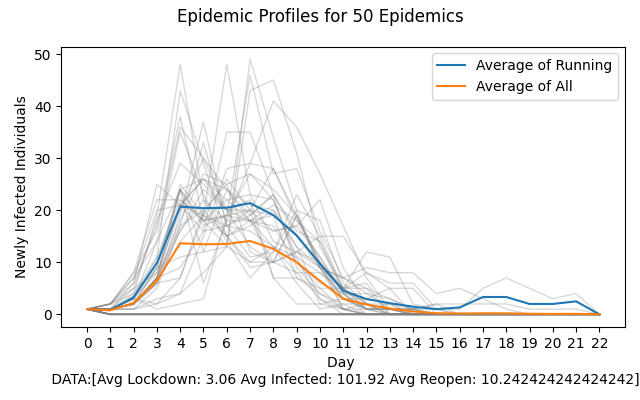 Epidemic Profiles for 50 Epidemics
50
40
30
20
10
0
Newly Infected Individuals
Average of Running
Average of All
0 1 2 3 4 5 6 7 8 9 10 11 12 13 14 15 16 17 18 19 20 21 22
Day
DATA:[Avg Lockdown: 3.06 Avg Infected: 101.92 Avg Reopen: 10.242424242424242]